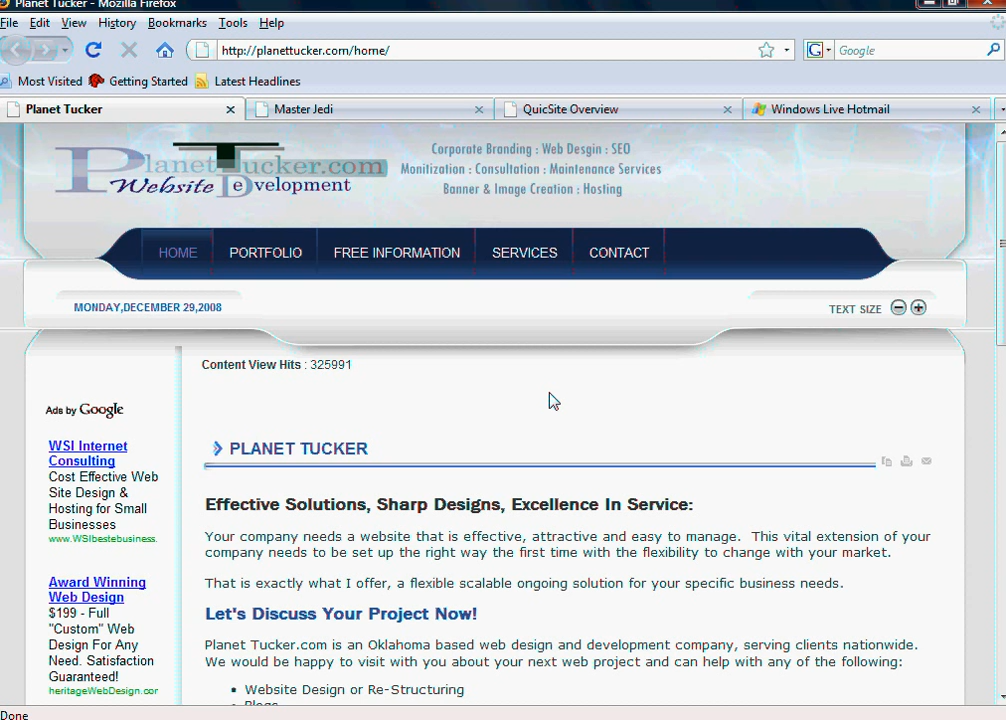 Planet Tucker - Mozilla Firefox
File Edit View History Bookmarks Tools Help
http://planettucker.com/home/
G Google
Most Visited Getting Started Latest Headlines
Planet Tucker Master Jedi QuicSite Overview Windows Live Hotmail
PlanetTucker.com
Website Development
Corporate Branding : Web Desgin : SEO
Monitization : Consultation : Maintenance Services
Banner & Image Creation : Hosting
HOME PORTFOLIO FREE INFORMATION SERVICES CONTACT
MONDAY,DECEMBER 29,2008
TEXT SIZE
Content View Hits : 325991
Ads by Google
WSI Internet
Consulting
Cost Effective Web
Site Design &
Hosting for Small
Businesses
www.WSIbestebusiness.
Award Winning
Web Design
$199 - Full
"Custom" Web
Design For Any
Need. Satisfaction
Guaranteed!
heritageWebDesign.com
PLANET TUCKER
Effective Solutions, Sharp Designs, Excellence In Service:
Your company needs a website that is effective, attractive and easy to manage. This vital extension of your
company needs to be set up the right way the first time with the flexibility to change with your market.
That is exactly what I offer, a flexible scalable ongoing solution for your specific business needs.
Let's Discuss Your Project Now!
Planet Tucker.com is an Oklahoma based web design and development company, serving clients nationwide.
We would be happy to visit with you about your next web project and can help with any of the following:
Website Design or Re-Structuring
Blogs
Done